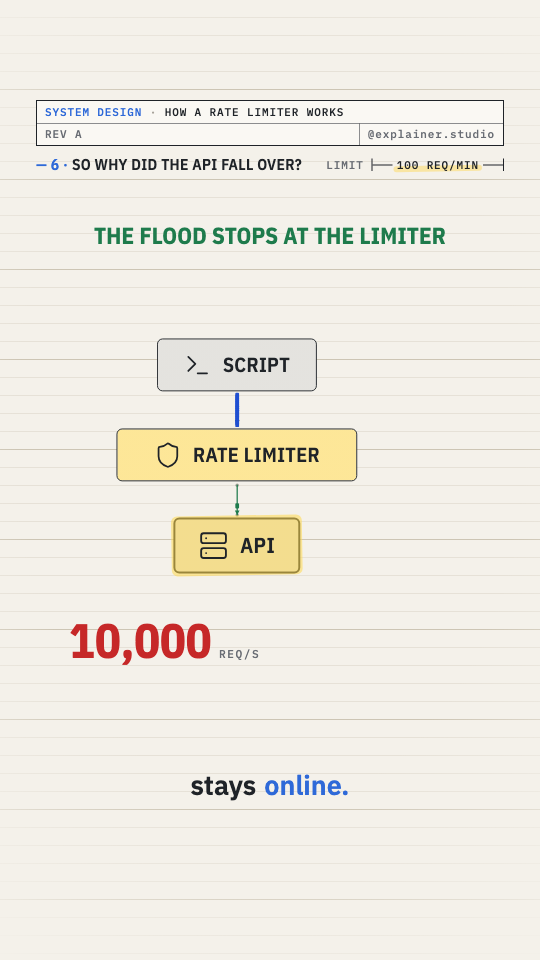 SYSTEM DESIGN · HOW A RATE LIMITER WORKS
REV A @explainer.studio
— 6 · SO WHY DID THE API FALL OVER? LIMIT 100 REQ/MIN
THE FLOOD STOPS AT THE LIMITER
SCRIPT
RATE LIMITER
API
10,000 REQ/S
stays online.